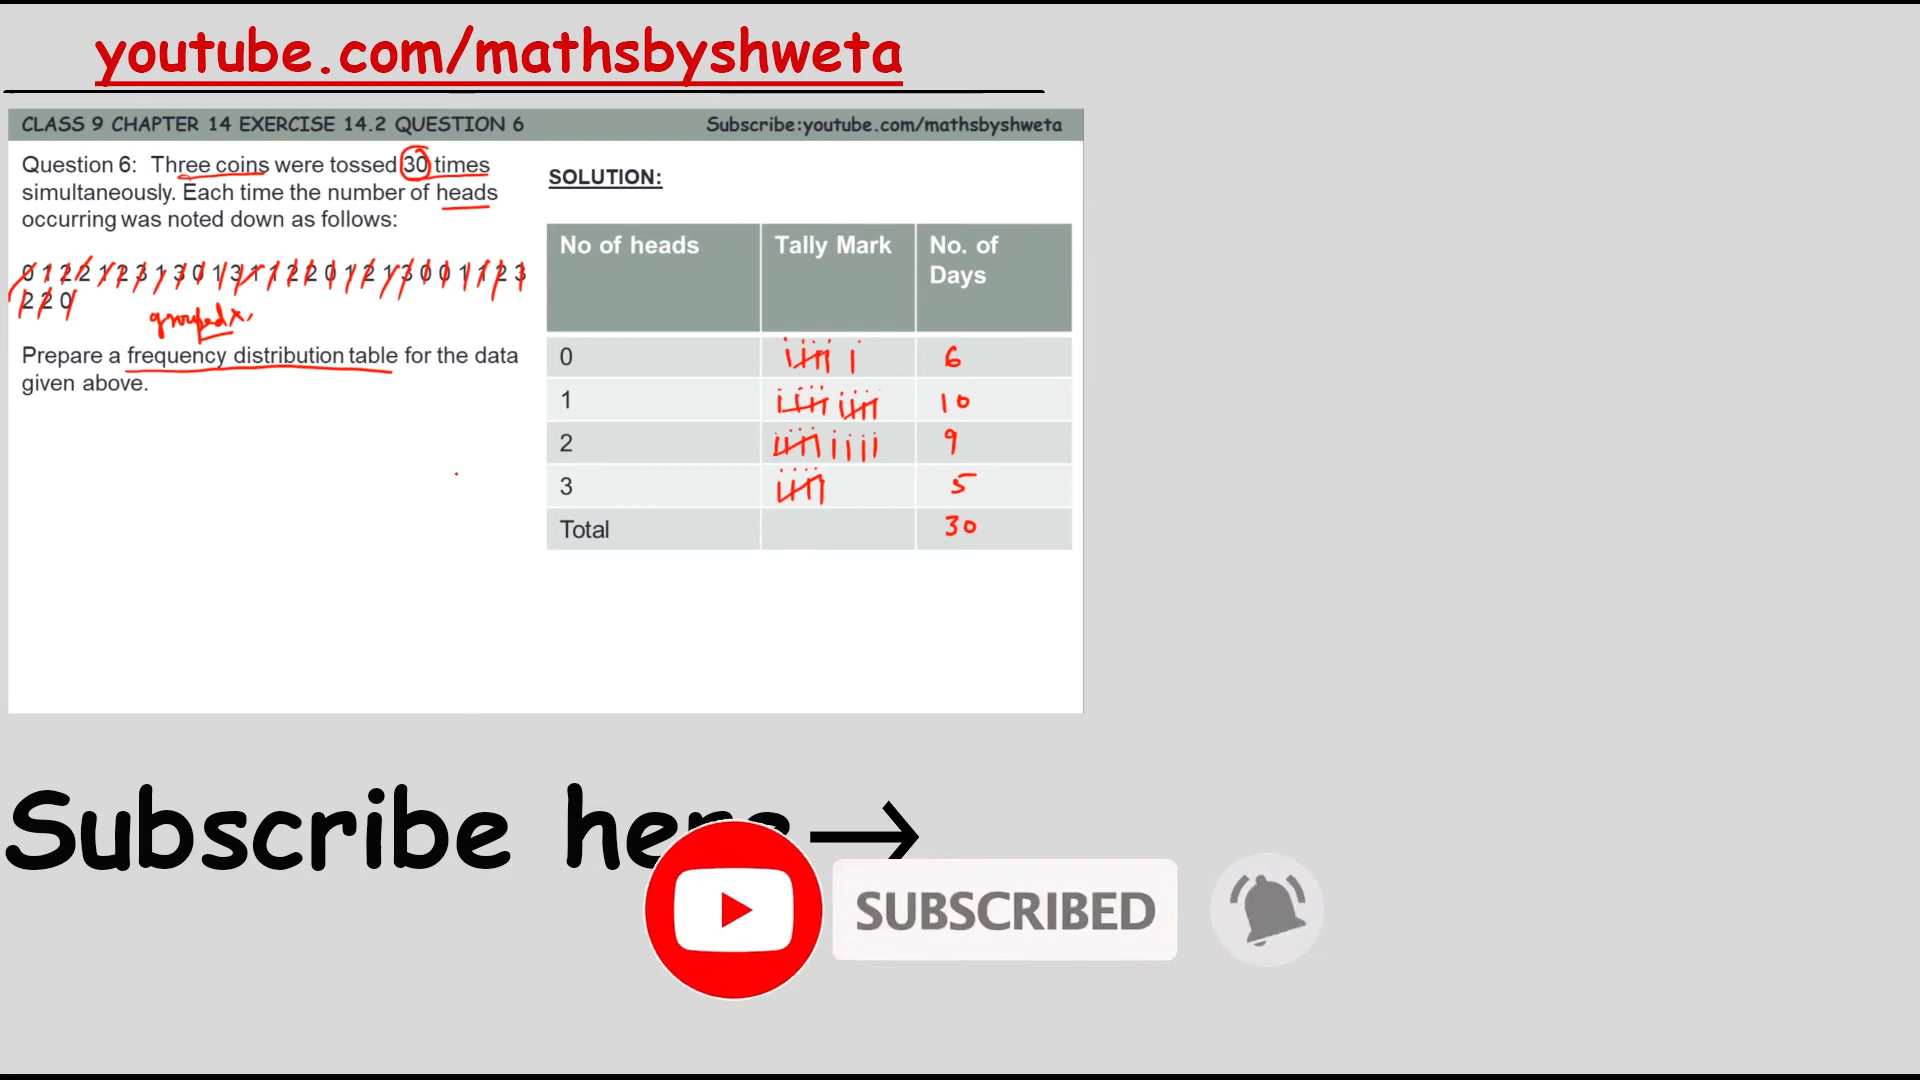 youtube.com/mathsbyshweta
CLASS 9 CHAPTER 14 EXERCISE 14.2 QUESTION 6
Subscribe:youtube.com/mathsbyshweta
Question 6: Three coins were tossed 30 times
simultaneously. Each time the number of heads
occurring was noted down as follows:
0 1 2 2 1 2 3 1 3 0 1 3 1 1 2 2 0 1 2 1 3 0 0 1 1 2 3
2 2 0
grouped x
Prepare a frequency distribution table for the data
given above.
SOLUTION:
No of heads Tally Mark No. of
Days
0 6
1 10
2 9
3 5
Total 30
Subscribe here→
SUBSCRIBED